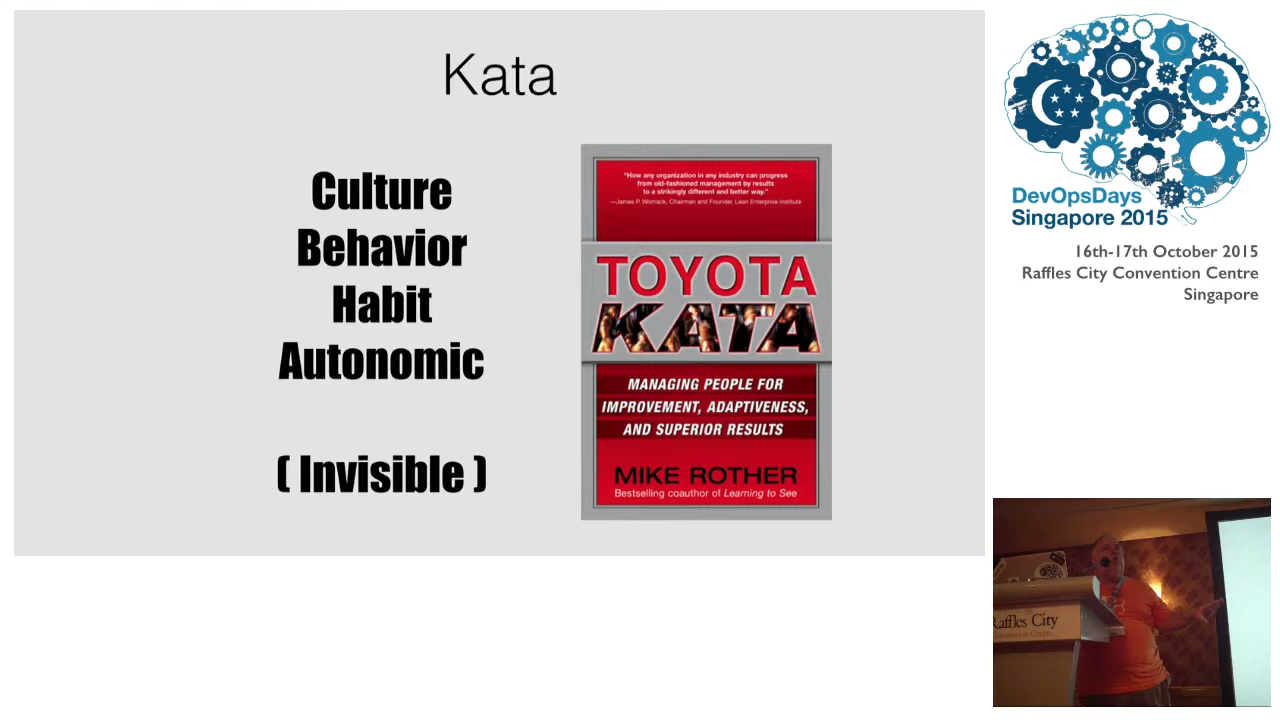 Kata
Culture
Behavior
Habit
Autonomic
( Invisible )
"How any organization in any industry can progress
from old-fashioned management by results
to a strikingly different and better way."
—James P. Womack, Chairman and Founder, Lean Enterprise Institute
TOYOTA
KATA
MANAGING PEOPLE FOR
IMPROVEMENT, ADAPTIVENESS,
AND SUPERIOR RESULTS
MIKE ROTHER
Bestselling coauthor of Learning to See
DevOpsDays
Singapore 2015
16th-17th October 2015
Raffles City Convention Centre
Singapore
Raffles City
Convention Centre